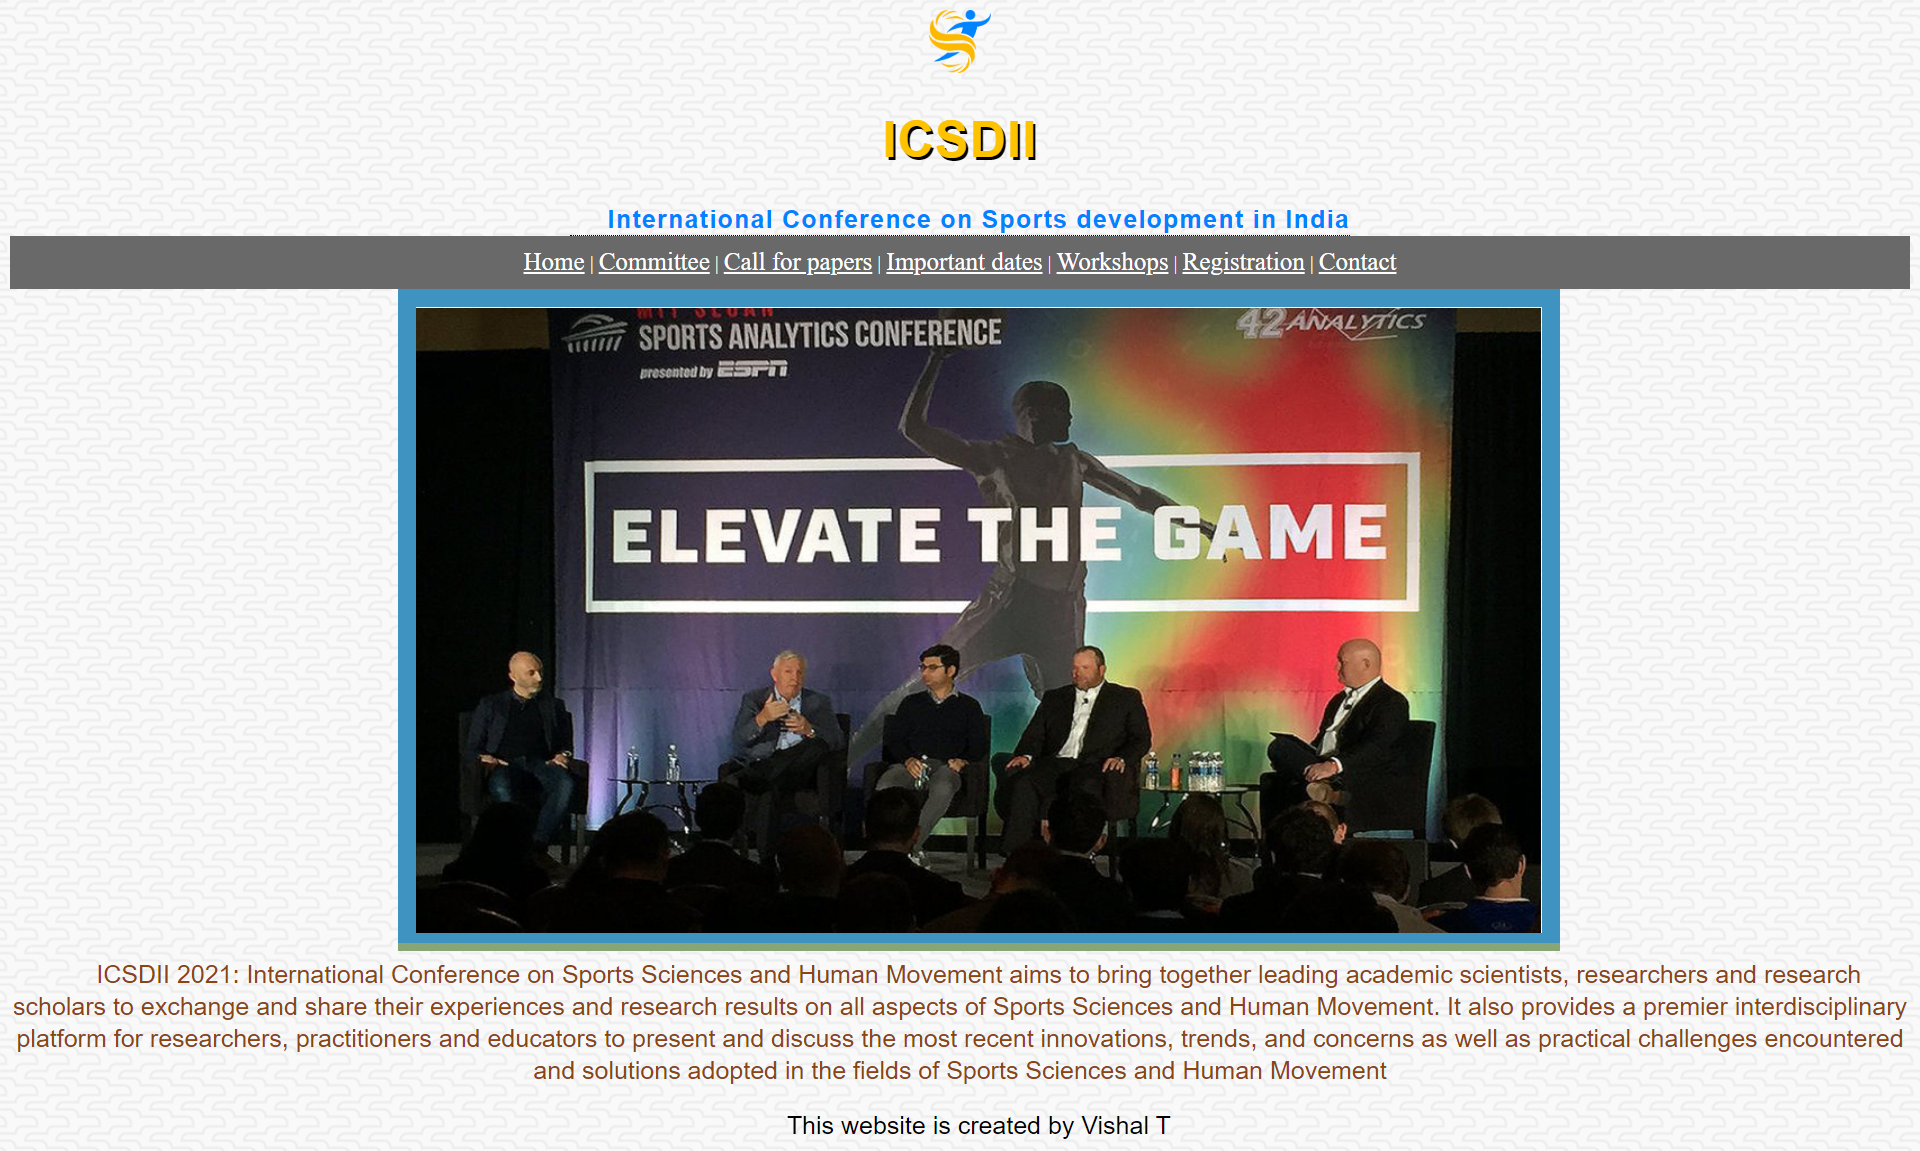 ICSDII
International Conference on Sports development in India
Home | Committee | Call for papers | Important dates | Workshops | Registration | Contact
MIT SLOAN
SPORTS ANALYTICS CONFERENCE
presented by ESPN
42 ANALYTICS
ELEVATE THE GAME
ICSDII 2021: International Conference on Sports Sciences and Human Movement aims to bring together leading academic scientists, researchers and research
scholars to exchange and share their experiences and research results on all aspects of Sports Sciences and Human Movement. It also provides a premier interdisciplinary
platform for researchers, practitioners and educators to present and discuss the most recent innovations, trends, and concerns as well as practical challenges encountered
and solutions adopted in the fields of Sports Sciences and Human Movement
This website is created by Vishal T